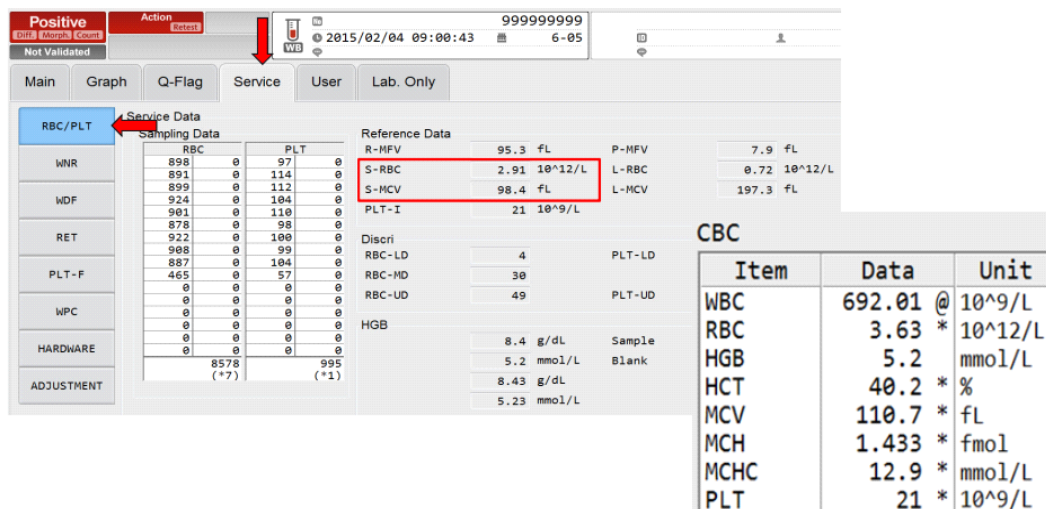 Positive
Diff. Morph. Count
Not Validated
Action
Retest
WB
999999999
2015/02/04 09:00:43 6-05
Main Graph Q-Flag Service User Lab. Only
RBC/PLT
WNR
WDF
RET
PLT-F
WPC
HARDWARE
ADJUSTMENT
Service Data
Sampling Data
RBC PLT
898 0 97 0
891 0 114 0
899 0 112 0
924 0 104 0
901 0 110 0
878 0 98 0
922 0 100 0
908 0 99 0
887 0 104 0
465 0 57 0
0 0 0 0
0 0 0 0
0 0 0 0
0 0 0 0
0 0 0 0
0 0 0 0
8578 995
(*7) (*1)
Reference Data
R-MFV 95.3 fL P-MFV 7.9 fL
S-RBC 2.91 10^12/L L-RBC 0.72 10^12/L
S-MCV 98.4 fL L-MCV 197.3 fL
PLT-I 21 10^9/L
Discri
RBC-LD 4 PLT-LD
RBC-MD 30
RBC-UD 49 PLT-UD
HGB
8.4 g/dL Sample
5.2 mmol/L Blank
8.43 g/dL
5.23 mmol/L
CBC
Item Data Unit
WBC 692.01 @ 10^9/L
RBC 3.63 * 10^12/L
HGB 5.2 mmol/L
HCT 40.2 * %
MCV 110.7 * fL
MCH 1.433 * fmol
MCHC 12.9 * mmol/L
PLT 21 * 10^9/L